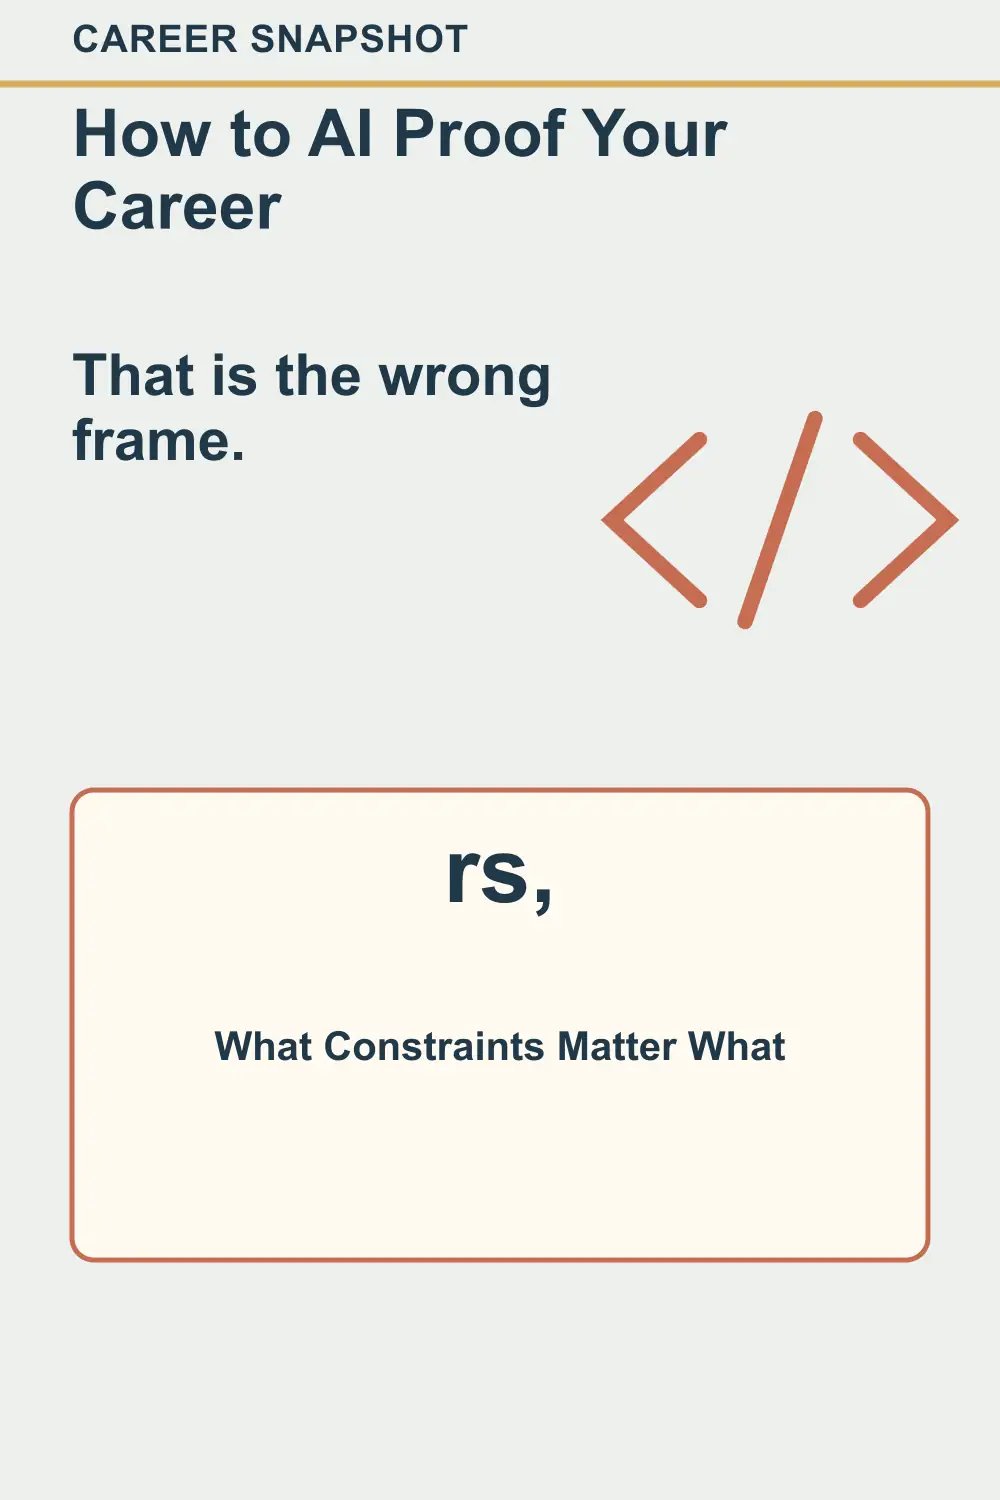 CAREER SNAPSHOT
How to AI Proof Your
Career
That is the wrong
frame.
</>
rs,
What Constraints Matter What